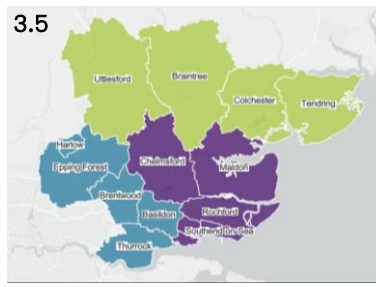 3.5
Uttlesford
Braintree
Colchester
Tendring
Harlow
Epping Forest
Chelmsford
Maldon
Brentwood
Basildon
Rochford
Southend-on-Sea
Thurrock